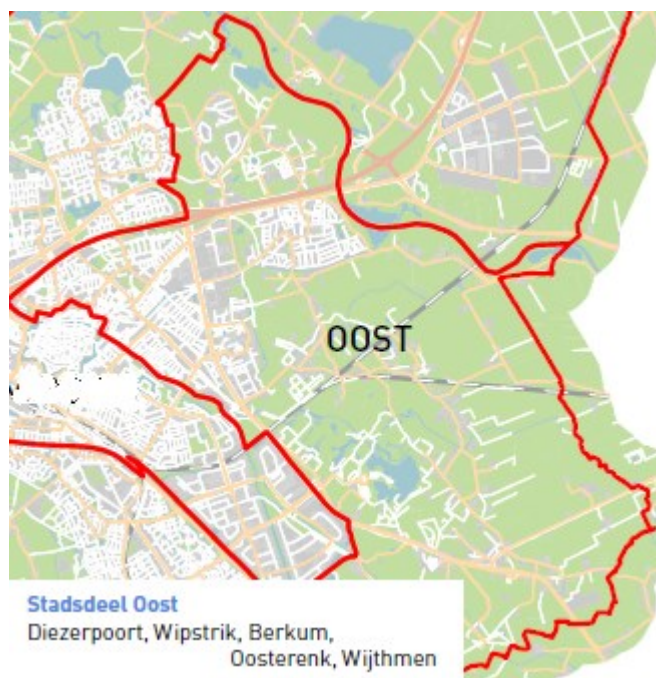 OOST
Stadsdeel Oost
Diezerpoort, Wipstrik, Berkum,
Oosterenk, Wijthmen